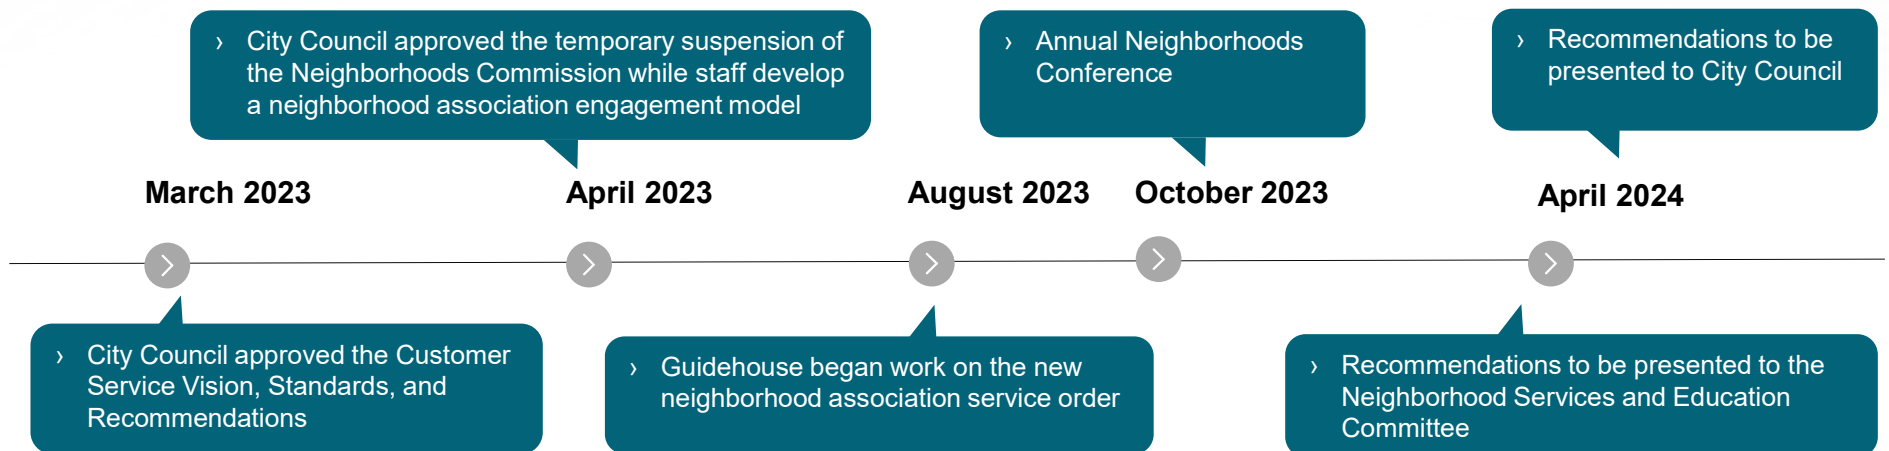 › City Council approved the temporary suspension of
the Neighborhoods Commission while staff develop
a neighborhood association engagement model
› Annual Neighborhoods
Conference
› Recommendations to be
presented to City Council
March 2023
April 2023
August 2023
October 2023
April 2024
› City Council approved the Customer
Service Vision, Standards, and
Recommendations
› Guidehouse began work on the new
neighborhood association service order
› Recommendations to be presented to the
Neighborhood Services and Education
Committee